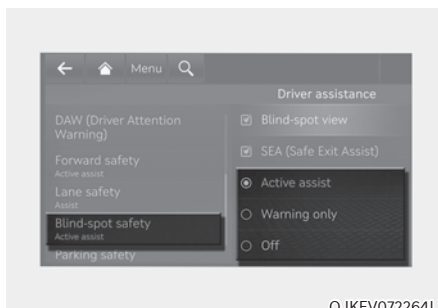 Menu
Driver assistance
DAW (Driver Attention
Warning)
Forward safety
Active assist
Lane safety
Assist
Blind-spot safety
Active assist
Parking safety
Blind-spot view
SEA (Safe Exit Assist)
Active assist
Warning only
Off
OJKEV072264L